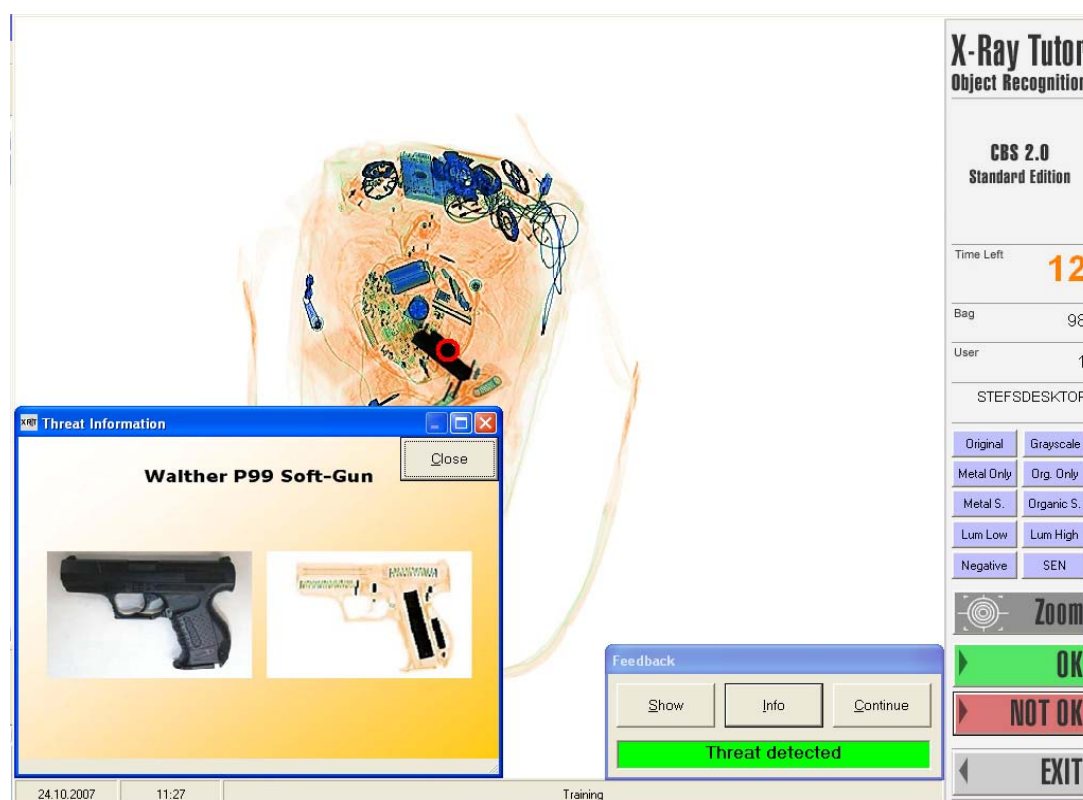 X-Ray Tutor
Object Recognition
CBS 2.0
Standard Edition
Time Left
12
Bag
98
User
1
STEFSDESKTOP
Original Grayscale
Metal Only Org. Only
Metal S. Organic S.
Lum Low Lum High
Negative SEN
Zoom
OK
NOT OK
EXIT
XRT Threat Information
Close
Walther P99 Soft-Gun
Feedback
Show Info Continue
Threat detected
24.10.2007 11:27 Training